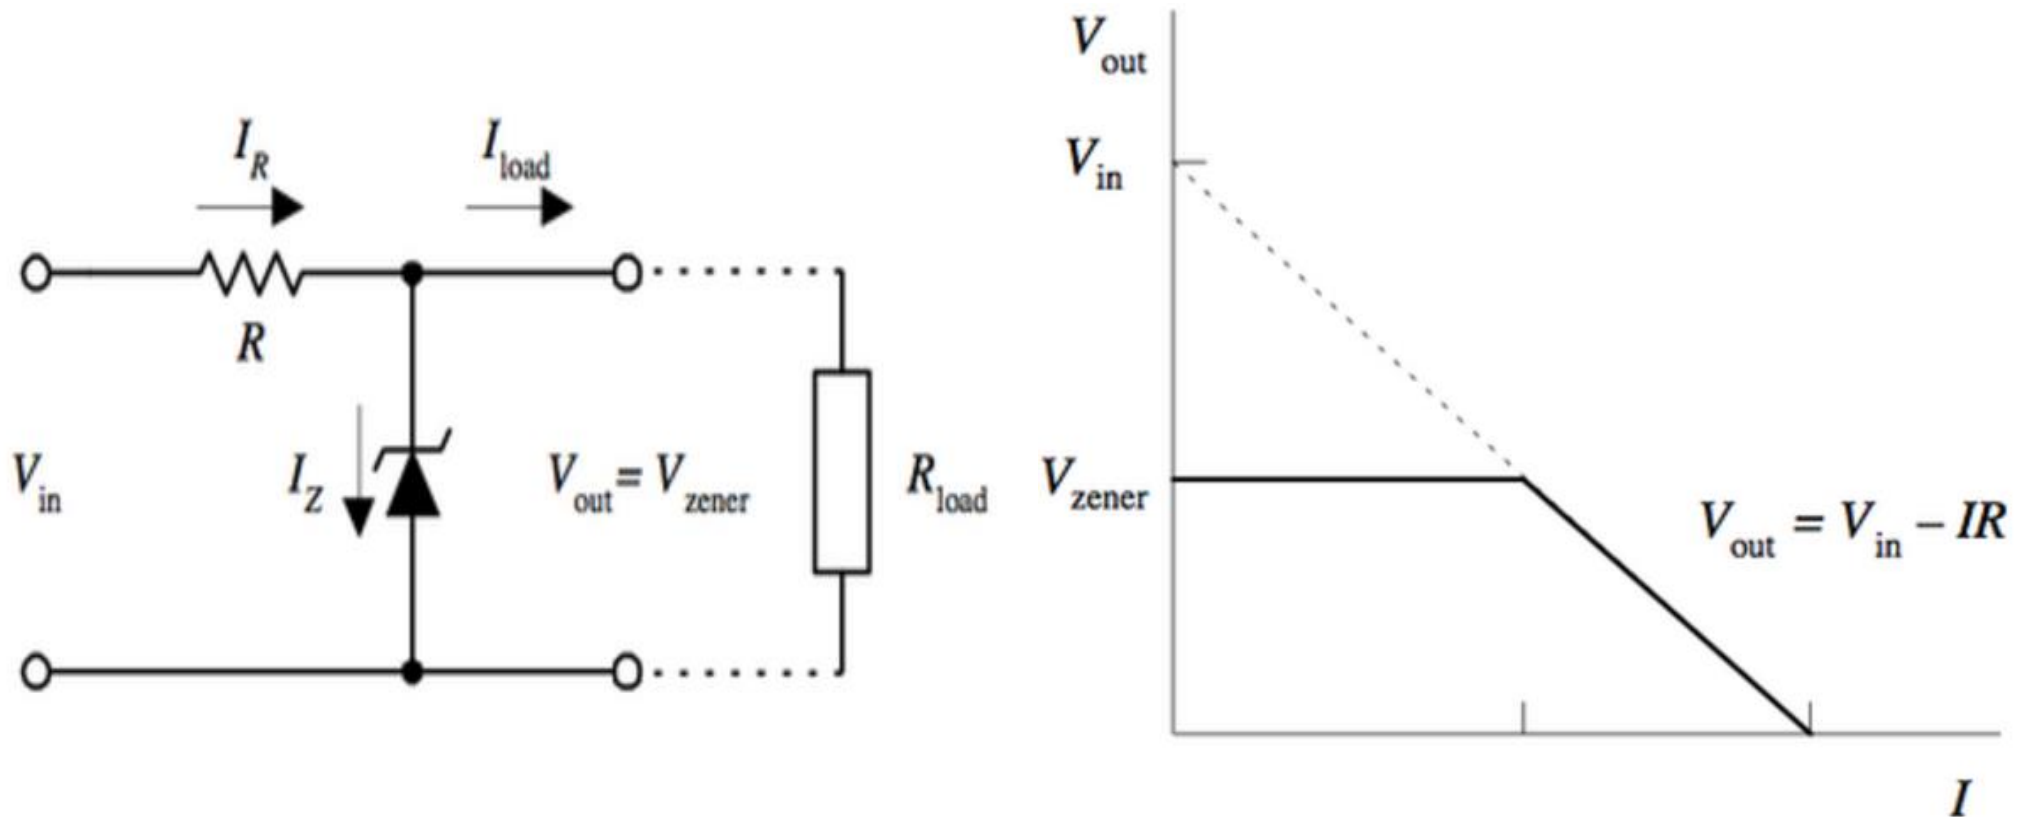 I_R
I_load
R
V_in
I_Z
V_out = V_zener
R_load
V_out
V_in
V_zener
V_out = V_in – IR
I